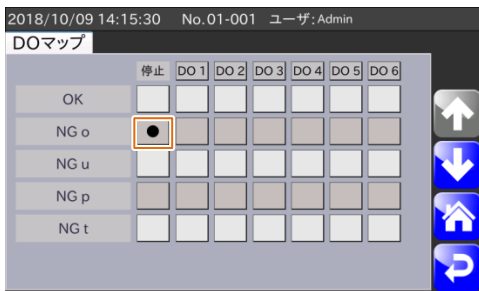 2018/10/09 14:15:30 No.01-001 ユーザ:Admin
DOマップ
停止 DO 1 DO 2 DO 3 DO 4 DO 5 DO 6
OK
NG o
NG u
NG p
NG t